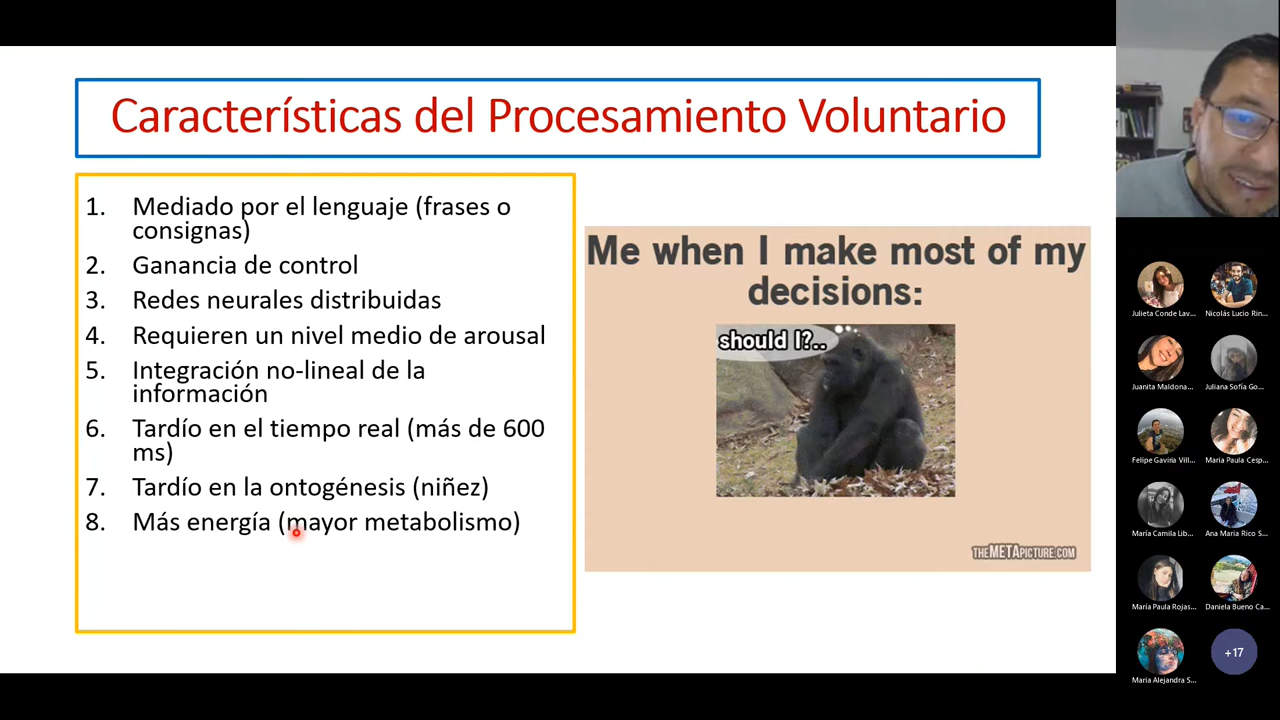 Características del Procesamiento Voluntario
1. Mediado por el lenguaje (frases o
consignas)
2. Ganancia de control
3. Redes neurales distribuidas
4. Requieren un nivel medio de arousal
5. Integración no-lineal de la
información
6. Tardío en el tiempo real (más de 600
ms)
7. Tardío en la ontogénesis (niñez)
8. Más energía (mayor metabolismo)
Me when I make most of my
decisions:
should I?..
THEMETAPICTURE.COM
Julieta Conde Lav... Nicolás Lucio Rin...
Juanita Maldona... Juliana Sofía Go...
Felipe Gaviria Vill... Maria Paula Cesp...
María Camila Lib... Ana Maria Rico S...
María Paula Rojas... Daniela Bueno Ca...
+17
Maria Alejandra S...